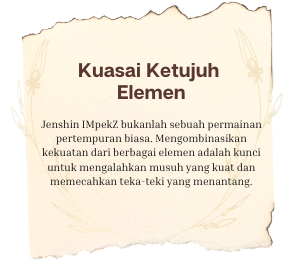 Kuasai Ketujuh
Elemen
Jenshin IMpekZ bukanlah sebuah permainan
pertempuran biasa. Mengombinasikan
kekuatan dari berbagai elemen adalah kunci
untuk mengalahkan musuh yang kuat dan
memecahkan teka-teki yang menantang.